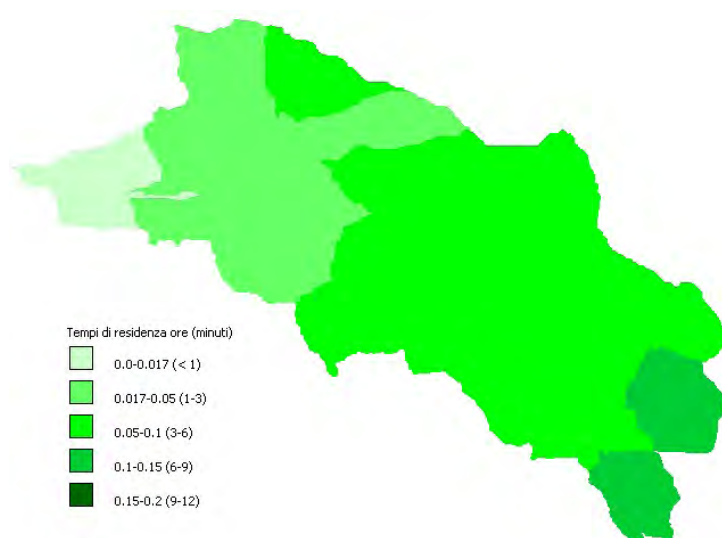 Tempi di residenza ore (minuti)
0.0-0.017 (< 1)
0.017-0.05 (1-3)
0.05-0.1 (3-6)
0.1-0.15 (6-9)
0.15-0.2 (9-12)